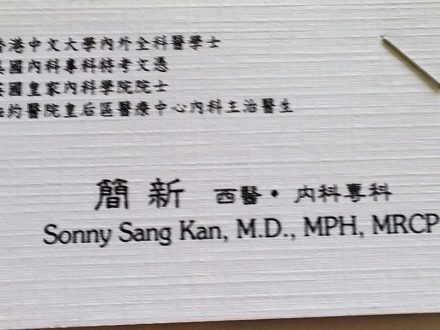 香港中文大學內外全科醫學士
英國內科專科特考文憑
英國皇家內科學院院士
紐約醫院皇后區醫療中心內科主治醫生
簡新 西醫・內科專科
Sonny Sang Kan, M.D., MPH, MRCP